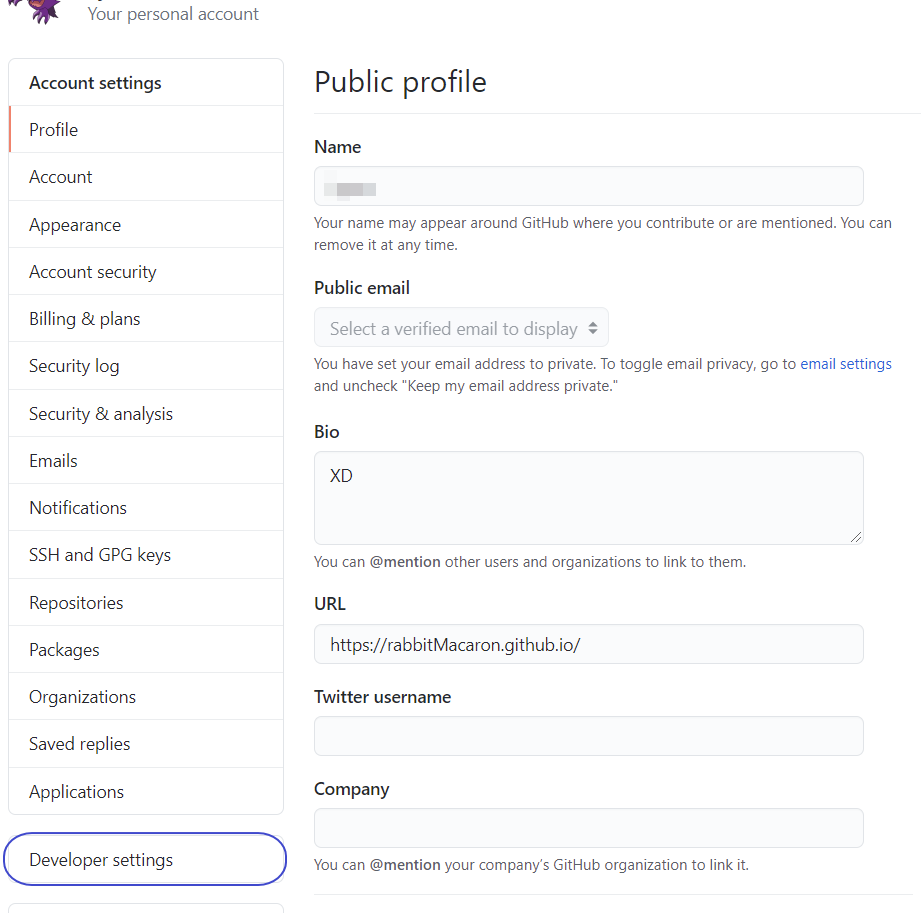 Your personal account
Account settings
Profile
Account
Appearance
Account security
Billing & plans
Security log
Security & analysis
Emails
Notifications
SSH and GPG keys
Repositories
Packages
Organizations
Saved replies
Applications
Developer settings
Public profile
Name
Your name may appear around GitHub where you contribute or are mentioned. You can
remove it at any time.
Public email
Select a verified email to display
You have set your email address to private. To toggle email privacy, go to email settings
and uncheck "Keep my email address private."
Bio
XD
You can @mention other users and organizations to link to them.
URL
https://rabbitMacaron.github.io/
Twitter username
Company
You can @mention your company's GitHub organization to link it.